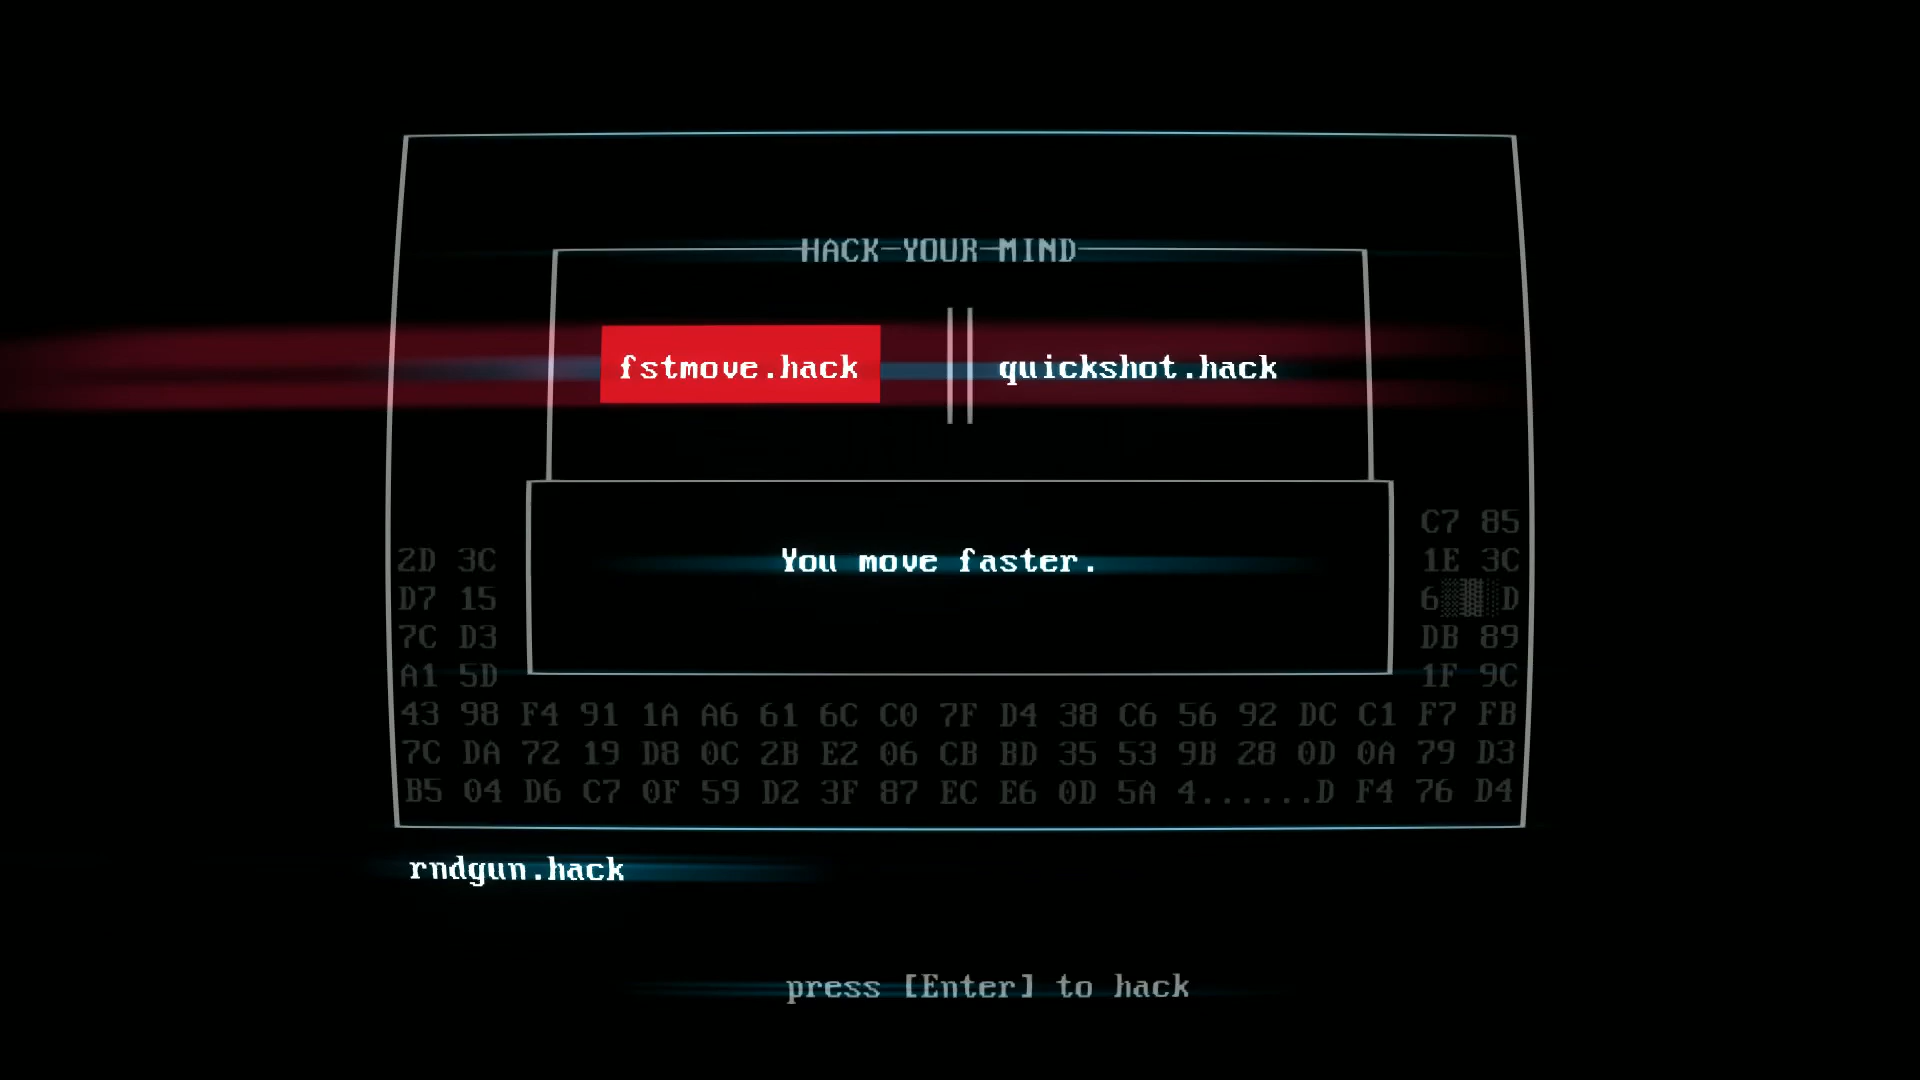 HACK-YOUR-MIND
fstmove.hack
quickshot.hack
You move faster.
C7 85
2D 3C
1E 3C
D7 15
6 D
7C D3
DB 89
A1 5D
1F 9C
43 98 F4 91 1A A6 61 6C C0 7F D4 38 C6 56 92 DC C1 F7 FB
7C DA 72 19 D8 0C 2B E2 06 CB BD 35 53 9B 28 0D 0A 79 D3
B5 04 D6 C7 0F 59 D2 3F 87 EC E6 0D 5A 4......D F4 76 D4
rndgun.hack
press [Enter] to hack